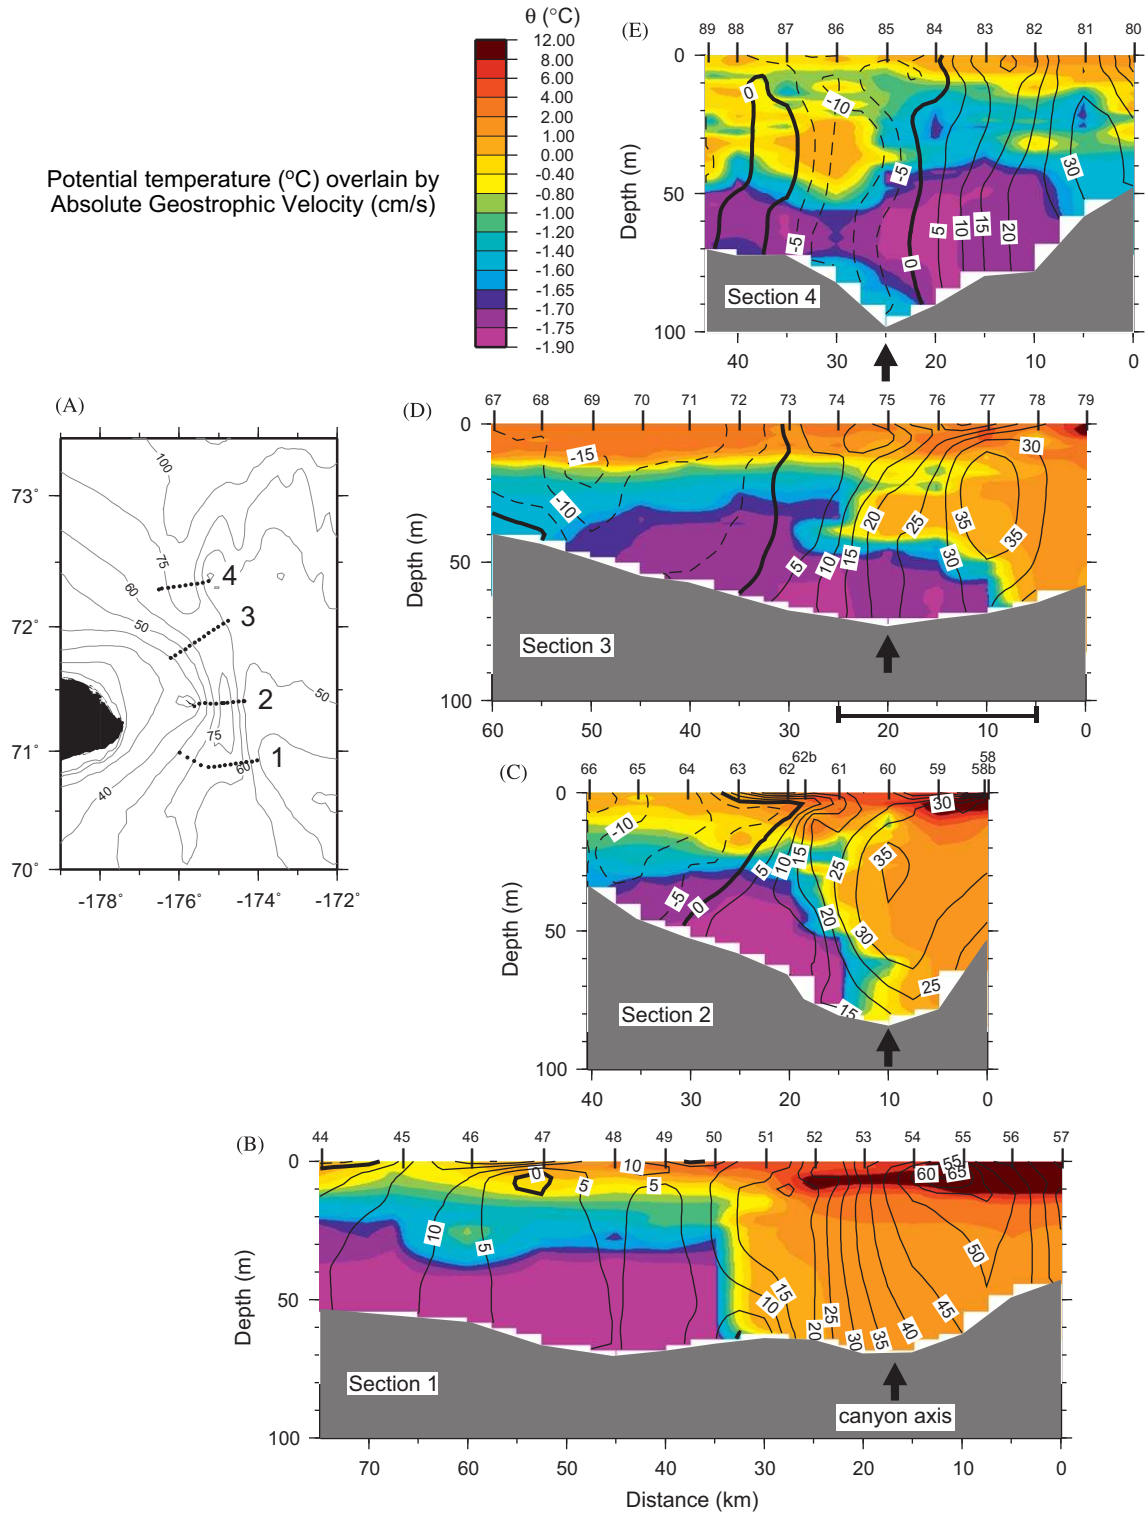 θ (°C)
12.00
8.00
6.00
4.00
2.00
1.00
0.00
-0.40
-0.80
-1.00
-1.20
-1.40
-1.60
-1.65
-1.70
-1.75
-1.90
Potential temperature (°C) overlain by
Absolute Geostrophic Velocity (cm/s)
(E)
89 88 87 86 85 84 83 82 81 80
0
50
100
Depth (m)
0 -10 -5 -5 0 5 10 15 20 30
Section 4
40 30 20 10 0
(A)
73°
72°
71°
70°
100
75
60
50
50
75
60
40
4
3
2
1
-178° -176° -174° -172°
(D)
67 68 69 70 71 72 73 74 75 76 77 78 79
0
50
100
Depth (m)
-15 -10 5 10 15 20 25 30 35 35 30
Section 3
60 50 40 30 20 10 0
(C)
62b 58
66 65 64 63 62 61 60 59 58b
0
50
100
Depth (m)
-10 -5 0 5 10 15 20 25 30 35 30 25 15
Section 2
40 30 20 10 0
(B)
44 45 46 47 48 49 50 51 52 53 54 55 56 57
0
50
100
Depth (m)
10 5 0 5 10 5 10 15 20 25 30 35 40 45 50 60 55 65
Section 1
canyon axis
70 60 50 40 30 20 10 0
Distance (km)